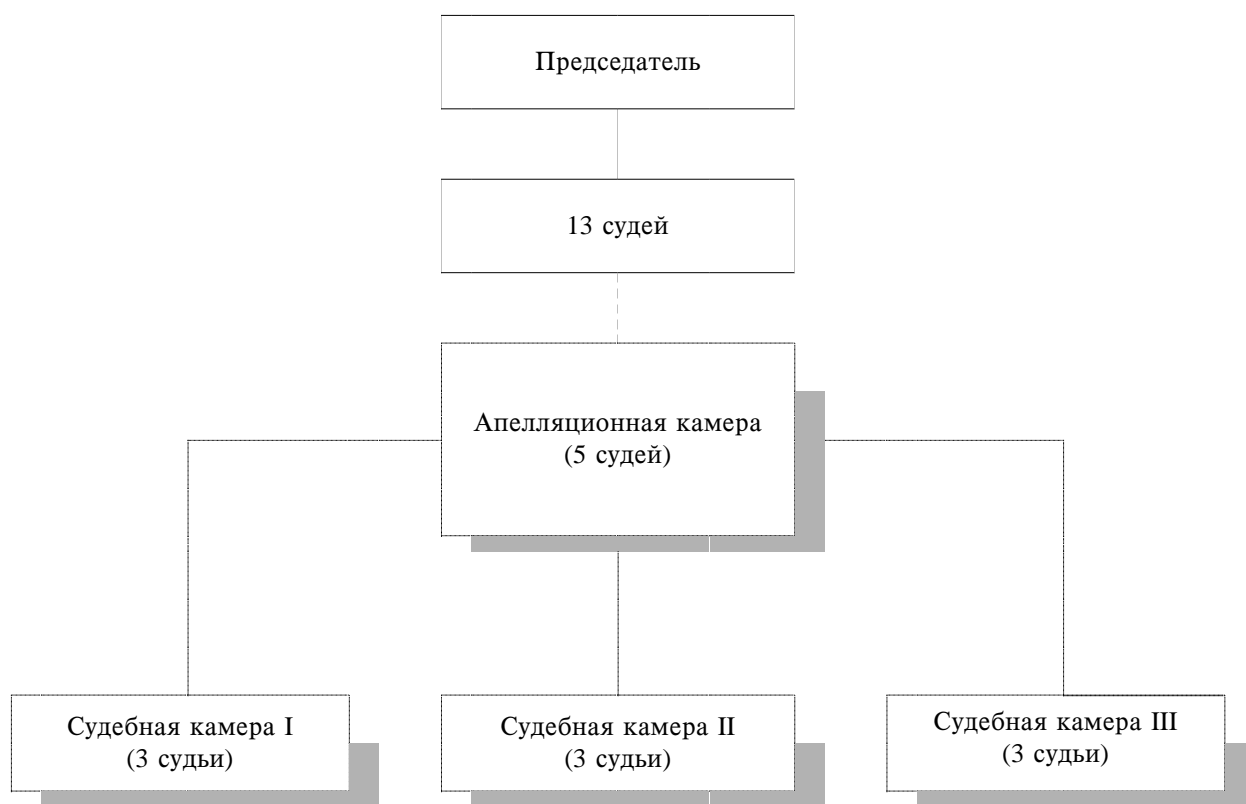 Председатель
13 судей
Апелляционная камера
(5 судей)
Судебная камера I
(3 судьи)
Судебная камера II
(3 судьи)
Судебная камера III
(3 судьи)